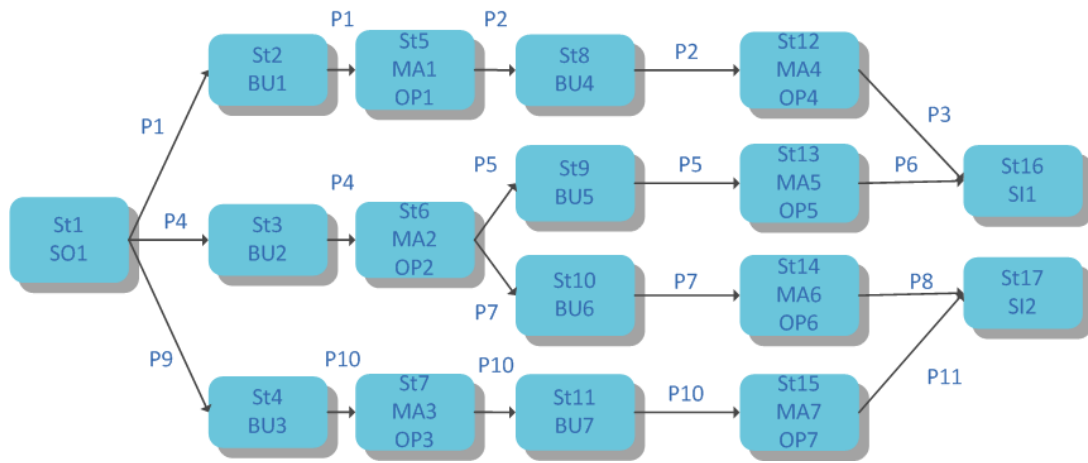 P1
P2
St2
BU1
St5
MA1
OP1
St8
BU4
P2
St12
MA4
OP4
P1
P3
P4
P5
St9
BU5
P5
St13
MA5
OP5
P6
St16
SI1
St1
SO1
P4
St3
BU2
St6
MA2
OP2
P7
St10
BU6
P7
St14
MA6
OP6
P8
St17
SI2
P9
P10
P10
P10
P11
St4
BU3
St7
MA3
OP3
St11
BU7
St15
MA7
OP7